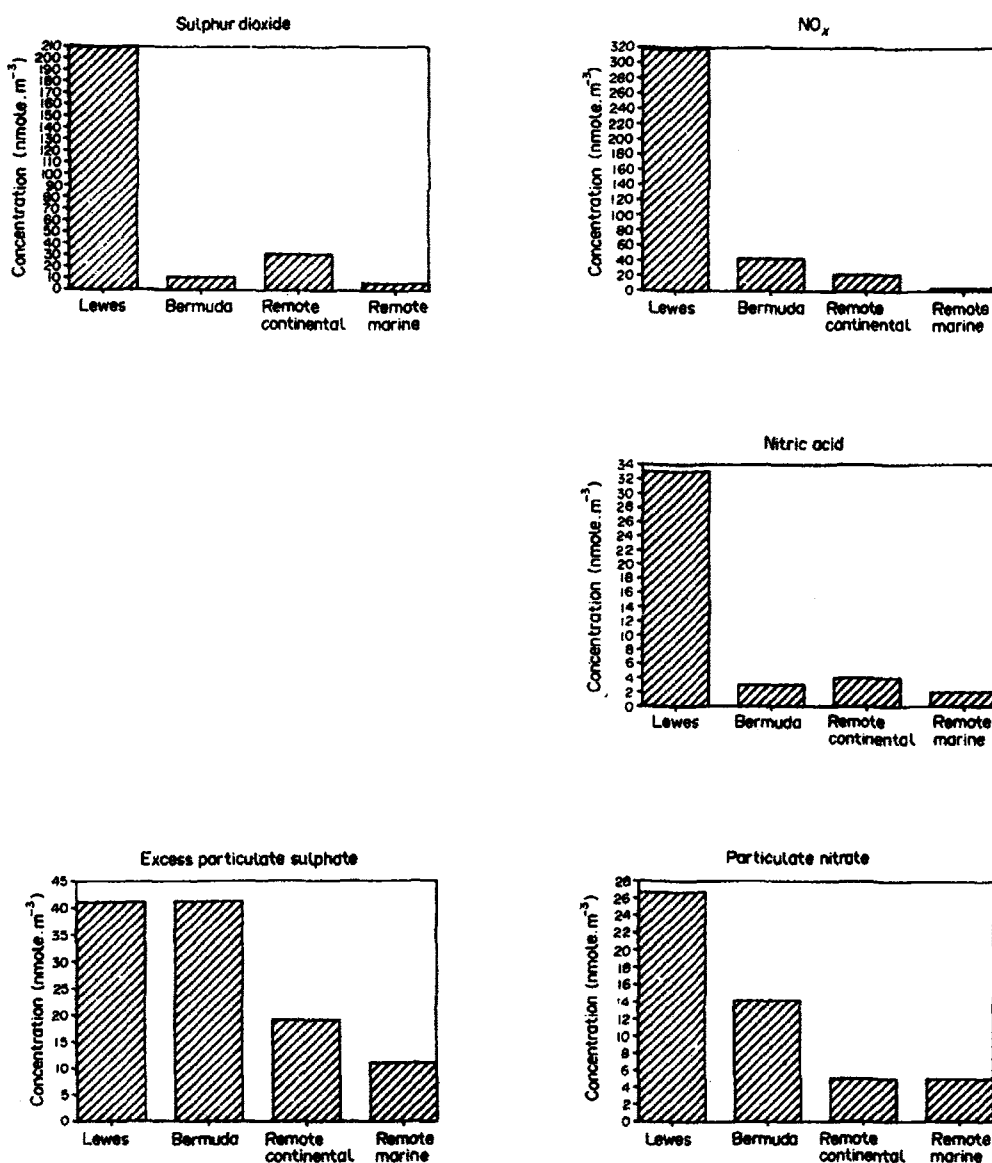 Sulphur dioxide
Concentration (nmole.m⁻³)
210
200
190
180
170
160
150
140
130
120
110
100
90
80
70
60
50
40
30
20
10
0
Lewes
Bermuda
Remote continental
Remote marine
NOx
Concentration (nmole.m⁻³)
320
300
280
260
240
220
200
180
160
140
120
100
80
60
40
20
0
Lewes
Bermuda
Remote continental
Remote marine
Nitric acid
Concentration (nmole.m⁻³)
34
32
30
28
26
24
22
20
18
16
14
12
10
8
6
4
2
0
Lewes
Bermuda
Remote continental
Remote marine
Excess particulate sulphate
Concentration (nmole.m⁻³)
45
40
35
30
25
20
15
10
5
0
Lewes
Bermuda
Remote continental
Remote marine
Particulate nitrate
Concentration (nmole.m⁻³)
28
26
24
22
20
18
16
14
12
10
8
6
4
2
0
Lewes
Bermuda
Remote continental
Remote marine